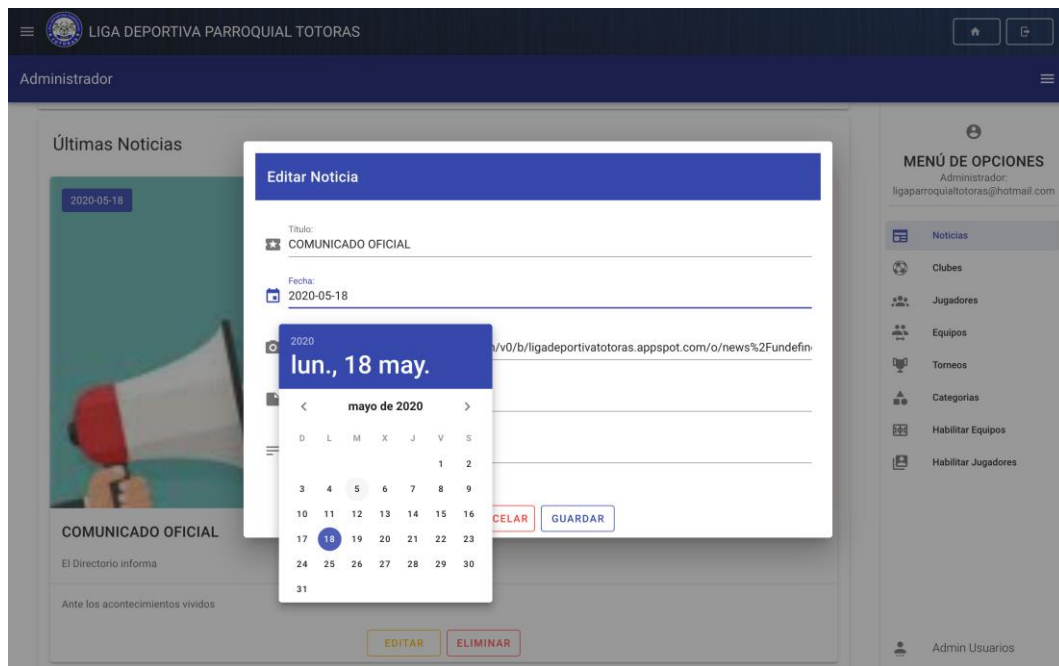 LIGA DEPORTIVA PARROQUIAL TOTORAS
Administrador
Últimas Noticias
2020-05-18
COMUNICADO OFICIAL
El Directorio informa
Ante los acontecimientos vividos
EDITAR ELIMINAR
Editar Noticia
Título:
COMUNICADO OFICIAL
Fecha:
2020-05-18
/v0/b/ligadeportivatotoras.appspot.com/o/news%2Fundefin
CELAR GUARDAR
2020
lun., 18 may.
mayo de 2020
D L M X J V S
1 2
3 4 5 6 7 8 9
10 11 12 13 14 15 16
17 18 19 20 21 22 23
24 25 26 27 28 29 30
31
MENÚ DE OPCIONES
Administrador:
ligaparroquialtotoras@hotmail.com
Noticias
Clubes
Jugadores
Equipos
Torneos
Categorias
Habilitar Equipos
Habilitar Jugadores
Admin Usuarios